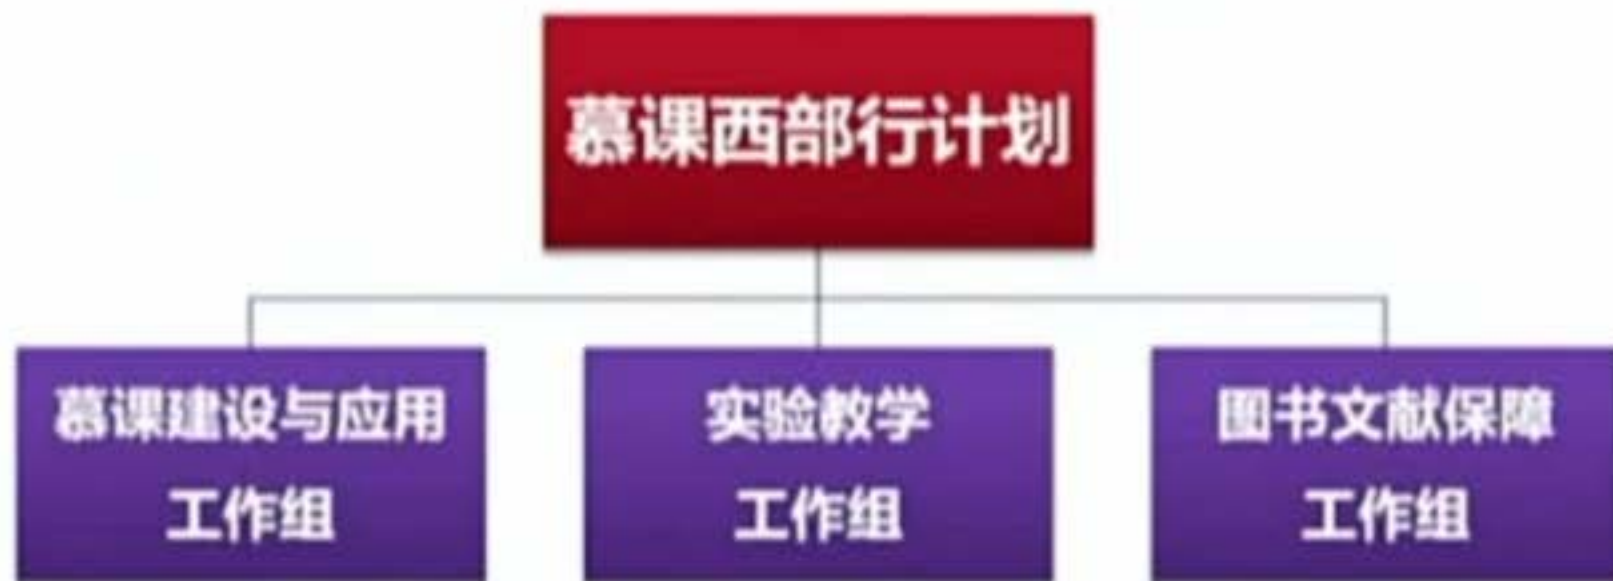 慕课西部行计划
慕课建设与应用
工作组
实验教学
工作组
图书文献保障
工作组